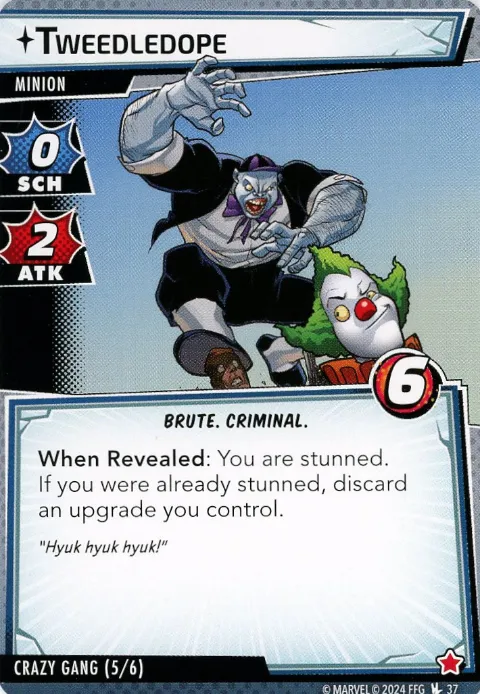 TWEEDLEDOPE
MINION
0
SCH
2
ATK
6
BRUTE. CRIMINAL.
When Revealed: You are stunned.
If you were already stunned, discard
an upgrade you control.
"Hyuk hyuk hyuk!"
CRAZY GANG (5/6)
© MARVEL © 2024 FFG 37